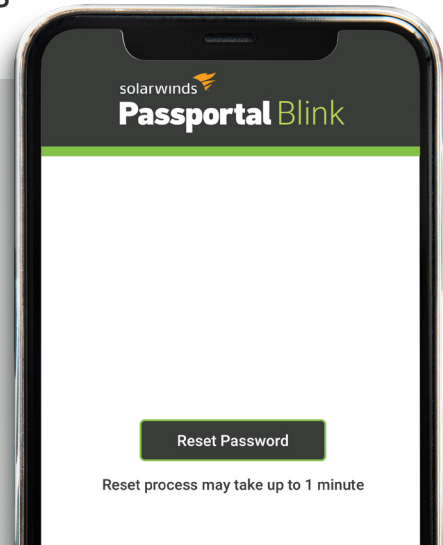 solarwinds
Passportal Blink
Reset Password
Reset process may take up to 1 minute